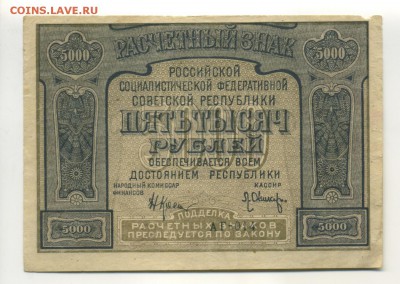 COINS.LAVE.RU
РАСЧЕТНЫЙ ЗНАК
5000 5000
РОССИЙСКОЙ
СОЦИАЛИСТИЧЕСКОЙ ФЕДЕРАТИВНОЙ
СОВЕТСКОЙ РЕСПУБЛИКИ
ПЯТЬ ТЫСЯЧ
РУБЛЕЙ
ОБЕСПЕЧИВАЕТСЯ ВСЕМ
ДОСТОЯНИЕМ РЕСПУБЛИКИ
НАРОДНЫЙ КОМИССАР КАССИР
ФИНАНСОВ
ПОДДЕЛКА
РАСЧЕТНЫХ ЗНАКОВ
ПРЕСЛЕДУЕТСЯ ПО ЗАКОНУ
5000 5000